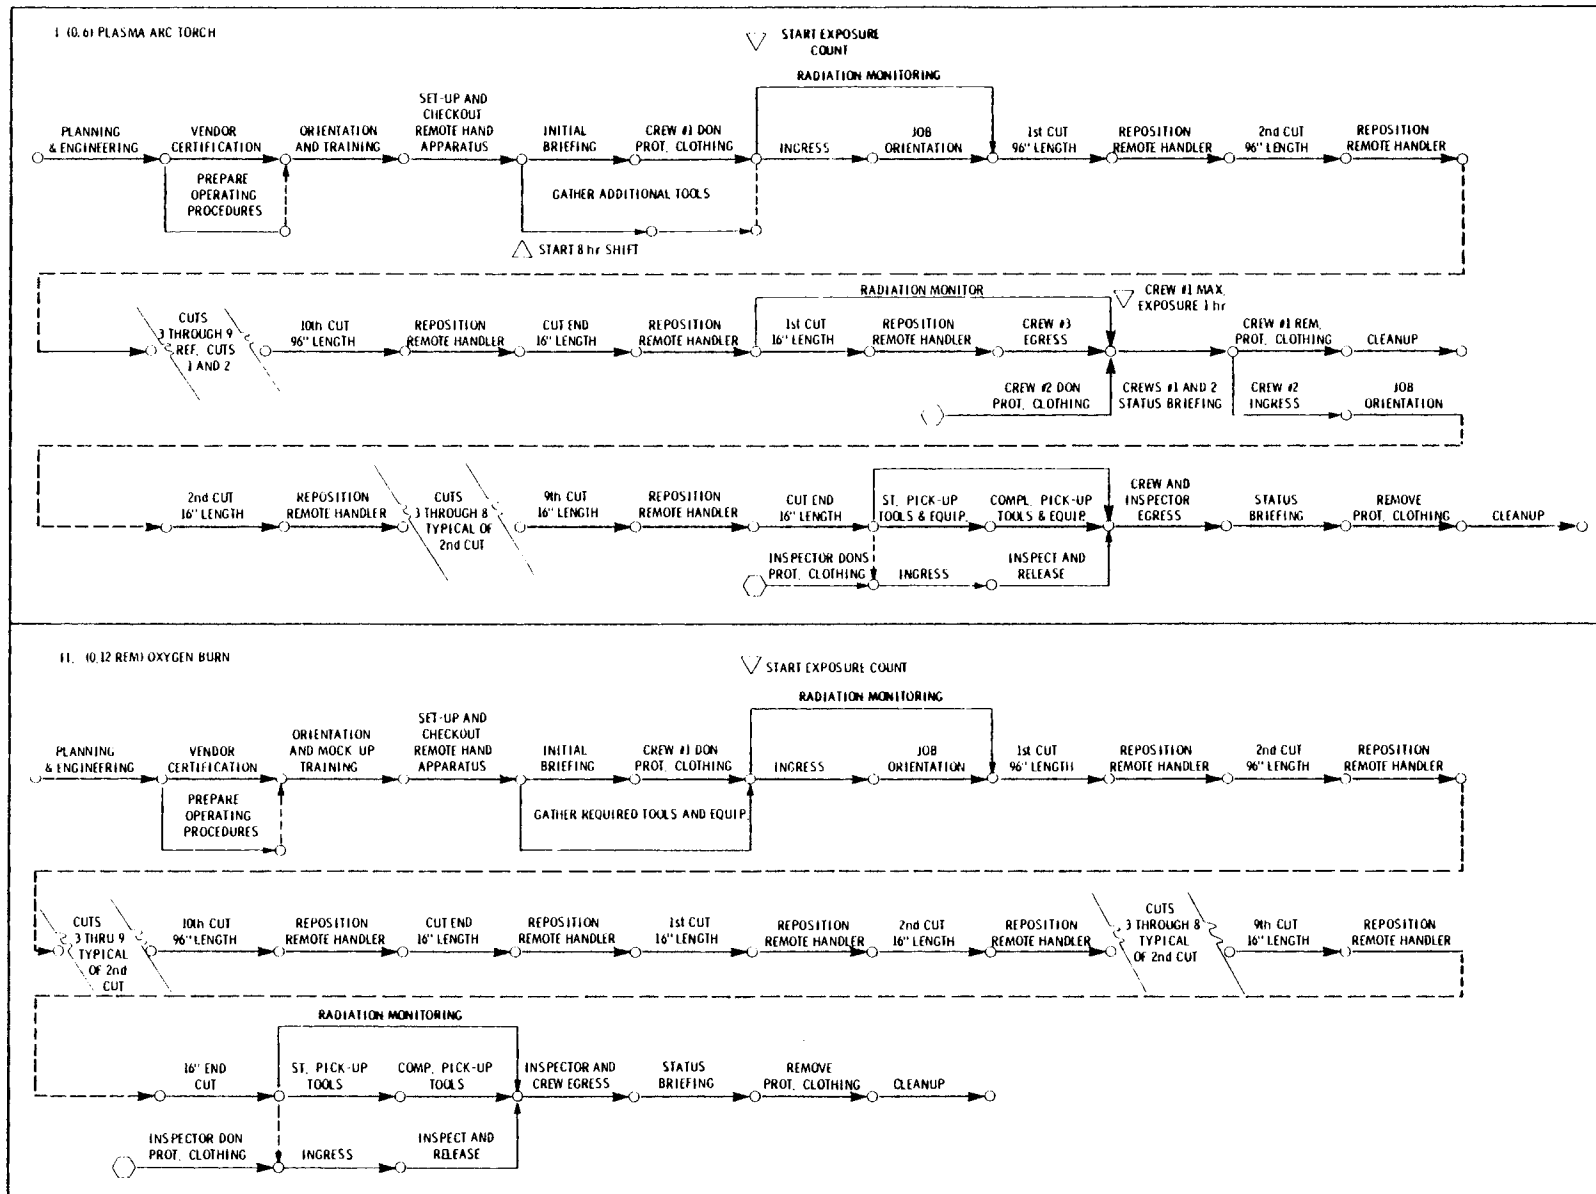 I (0.6) PLASMA ARC TORCH
START EXPOSURE
COUNT
RADIATION MONITORING
PLANNING
& ENGINEERING
VENDOR
CERTIFICATION
ORIENTATION
AND TRAINING
SET-UP AND
CHECKOUT
REMOTE HAND
APPARATUS
INITIAL
BRIEFING
CREW #1 DON
PROT. CLOTHING
INGRESS
JOB
ORIENTATION
1st CUT
96" LENGTH
REPOSITION
REMOTE HANDLER
2nd CUT
96" LENGTH
REPOSITION
REMOTE HANDLER
PREPARE
OPERATING
PROCEDURES
GATHER ADDITIONAL TOOLS
START 8 hr SHIFT
CUTS
3 THROUGH 9
REF. CUTS
1 AND 2
10th CUT
96" LENGTH
REPOSITION
REMOTE HANDLER
CUT END
16" LENGTH
REPOSITION
REMOTE HANDLER
RADIATION MONITOR
1st CUT
16" LENGTH
REPOSITION
REMOTE HANDLER
CREW #3
EGRESS
CREW #1 MAX.
EXPOSURE 1 hr
CREW #1 REM.
PROT. CLOTHING
CLEANUP
CREW #2 DON
PROT. CLOTHING
CREWS #1 AND 2
STATUS BRIEFING
CREW #2
INGRESS
JOB
ORIENTATION
2nd CUT
16" LENGTH
REPOSITION
REMOTE HANDLER
CUTS
3 THROUGH 8
TYPICAL OF
2nd CUT
9th CUT
16" LENGTH
REPOSITION
REMOTE HANDLER
CUT END
16" LENGTH
ST. PICK-UP
TOOLS & EQUIP.
COMPL. PICK-UP
TOOLS & EQUIP.
CREW AND
INSPECTOR
EGRESS
STATUS
BRIEFING
REMOVE
PROT. CLOTHING
CLEANUP
INSPECTOR DONS
PROT. CLOTHING
INGRESS
INSPECT AND
RELEASE
II. (0.12 REM) OXYGEN BURN
START EXPOSURE COUNT
RADIATION MONITORING
PLANNING
& ENGINEERING
VENDOR
CERTIFICATION
ORIENTATION
AND MOCK UP
TRAINING
SET-UP AND
CHECKOUT
REMOTE HAND
APPARATUS
INITIAL
BRIEFING
CREW #1 DON
PROT. CLOTHING
INGRESS
JOB
ORIENTATION
1st CUT
96" LENGTH
REPOSITION
REMOTE HANDLER
2nd CUT
96" LENGTH
REPOSITION
REMOTE HANDLER
PREPARE
OPERATING
PROCEDURES
GATHER REQUIRED TOOLS AND EQUIP.
CUTS
3 THRU 9
TYPICAL
OF 2nd
CUT
10th CUT
96" LENGTH
REPOSITION
REMOTE HANDLER
CUT END
16" LENGTH
REPOSITION
REMOTE HANDLER
1st CUT
16" LENGTH
REPOSITION
REMOTE HANDLER
2nd CUT
16" LENGTH
REPOSITION
REMOTE HANDLER
CUTS
3 THROUGH 8
TYPICAL
OF 2nd CUT
9th CUT
16" LENGTH
REPOSITION
REMOTE HANDLER
RADIATION MONITORING
16" END
CUT
ST. PICK-UP
TOOLS
COMP. PICK-UP
TOOLS
INSPECTOR AND
CREW EGRESS
STATUS
BRIEFING
REMOVE
PROT. CLOTHING
CLEANUP
INSPECTOR DON
PROT. CLOTHING
INGRESS
INSPECT AND
RELEASE